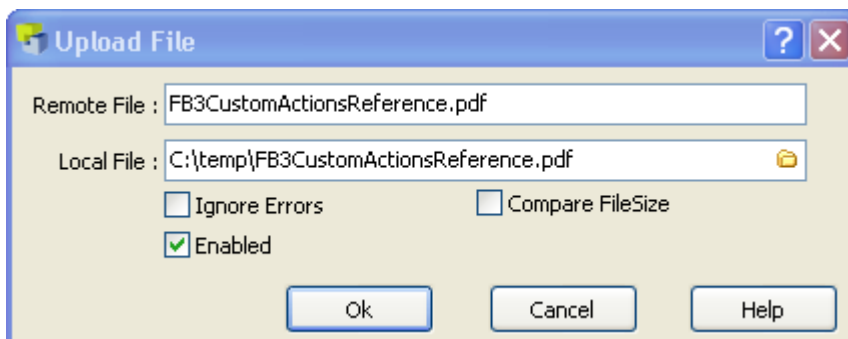 Upload File
Remote File : FB3CustomActionsReference.pdf
Local File : C:\temp\FB3CustomActionsReference.pdf
Ignore Errors Compare FileSize
Enabled
Ok Cancel Help